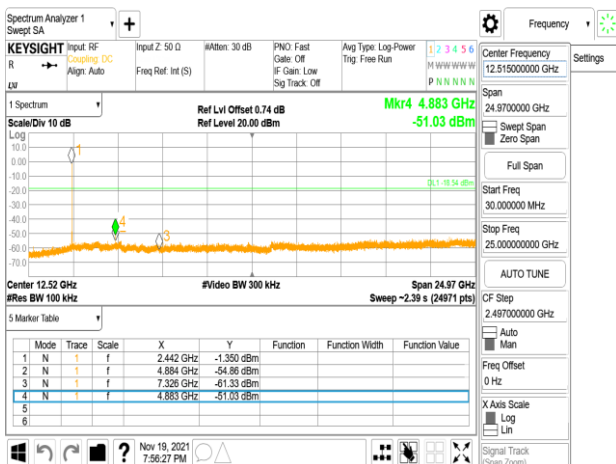 Spectrum Analyzer 1
Swept SA
+
Frequency
KEYSIGHT
Input: RF
Input Z: 50 Ω
#Atten: 30 dB
PNO: Fast
Avg Type: Log-Power
1 2 3 4 5 6
R
Coupling: DC
Gate: Off
Trig: Free Run
M W W W W W
Align: Auto
Freq Ref: Int (S)
IF Gain: Low
Sig Track: Off
P N N N N N
LXI
Center Frequency
12.515000000 GHz
Settings
Span
24.9700000 GHz
Swept Span
Zero Span
Full Span
Start Freq
30.000000 MHz
Stop Freq
25.000000000 GHz
AUTO TUNE
CF Step
2.497000000 GHz
Auto
Man
Freq Offset
0 Hz
X Axis Scale
Log
Lin
Signal Track
(Span Zoom)
1 Spectrum
Ref Lvl Offset 0.74 dB
Mkr4 4.883 GHz
Scale/Div 10 dB
Ref Level 20.00 dBm
-51.03 dBm
Log
10.0
0.00
-10.0
-20.0
-30.0
-40.0
-50.0
-60.0
-70.0
1
4
3
Center 12.52 GHz
#Video BW 300 kHz
Span 24.97 GHz
#Res BW 100 kHz
Sweep ~2.39 s (24971 pts)
5 Marker Table
Mode Trace Scale X Y Function Function Width Function Value
1 N 1 f 2.442 GHz -1.350 dBm
2 N 1 f 4.884 GHz -54.86 dBm
3 N 1 f 7.326 GHz -61.33 dBm
4 N 1 f 4.883 GHz -51.03 dBm
5
6
?
Nov 19, 2021
7:56:27 PM